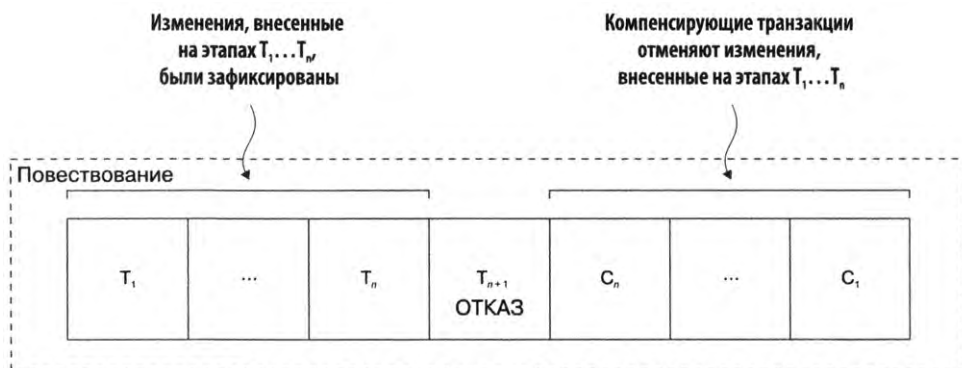 Изменения, внесенные
на этапах T₁...Tₙ,
были зафиксированы
Компенсирующие транзакции
отменяют изменения,
внесенные на этапах T₁...Tₙ
Повествование
T₁ ... Tₙ Tₙ₊₁ Cₙ ... C₁
ОТКАЗ